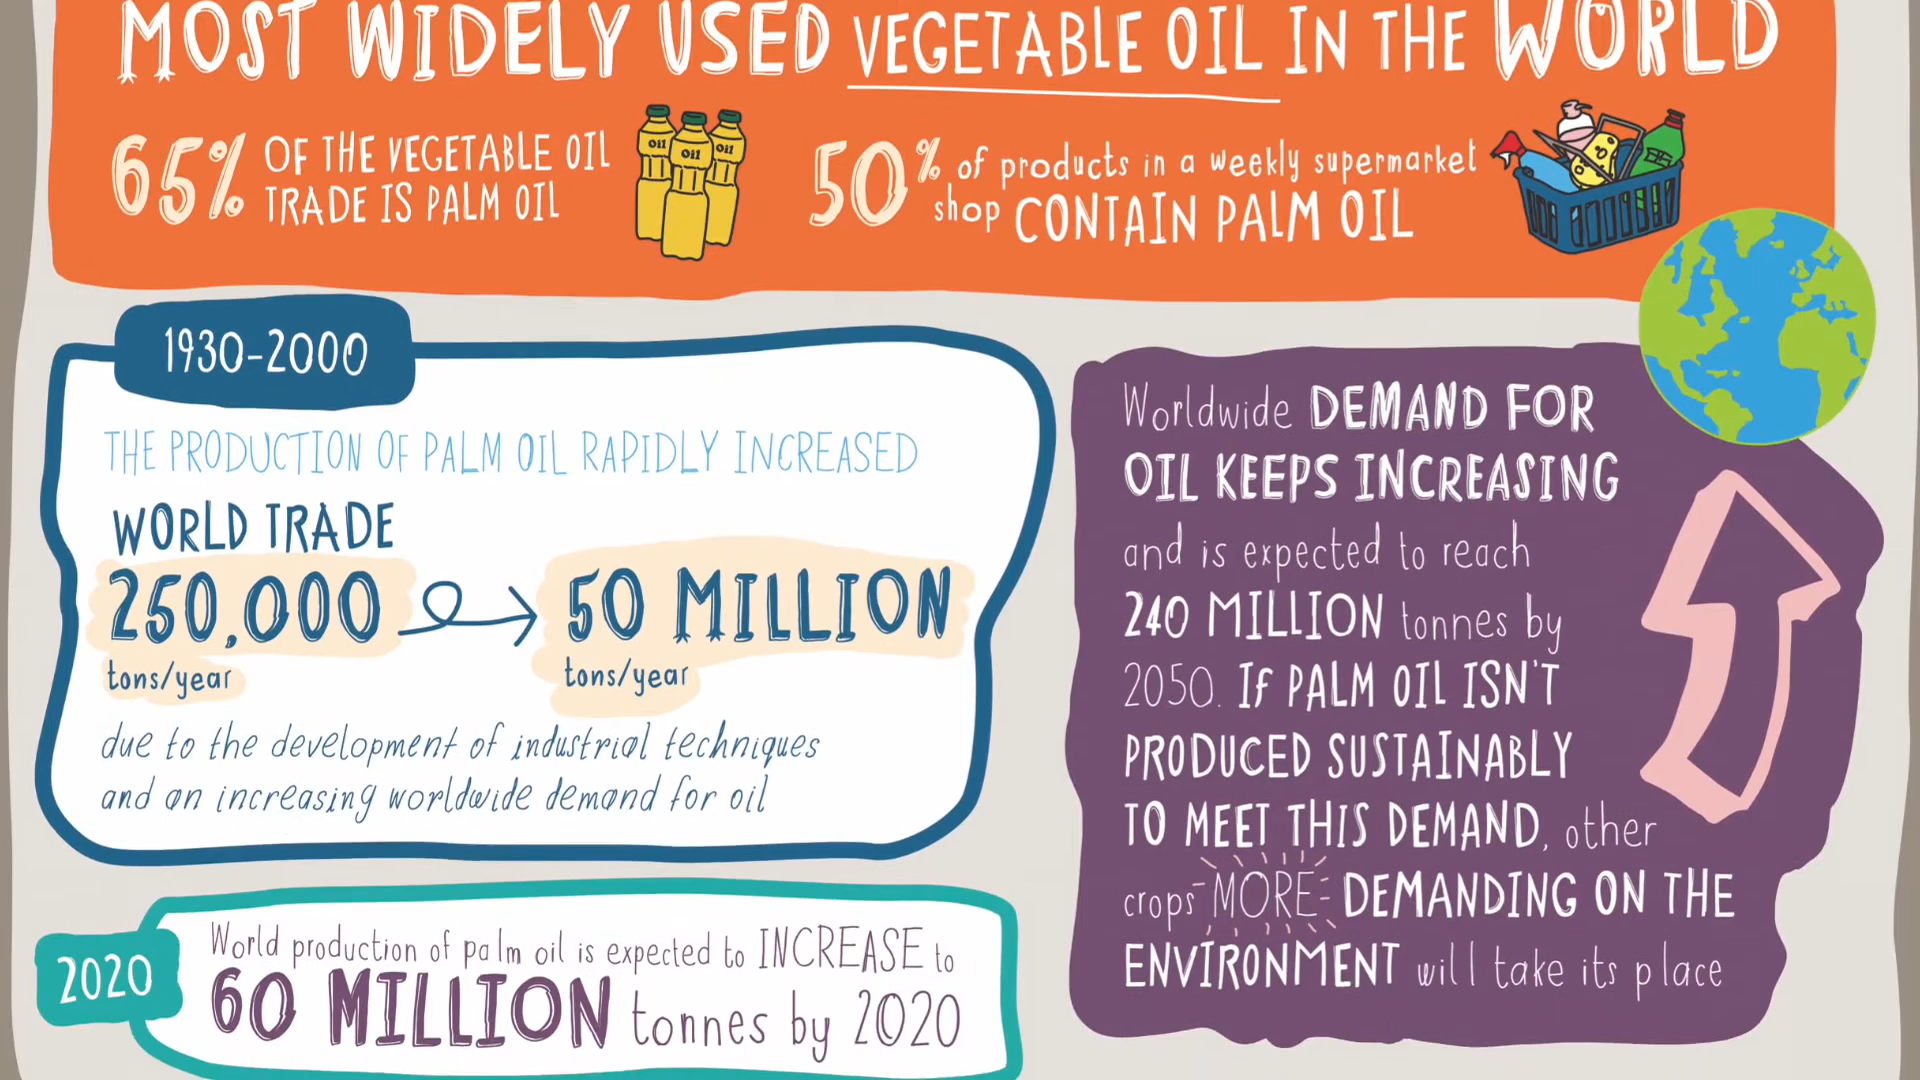 MOST WIDELY USED VEGETABLE OIL IN THE WORLD
65% OF THE VEGETABLE OIL
TRADE IS PALM OIL
oil oil oil
50% of products in a weekly supermarket
shop CONTAIN PALM OIL
1930-2000
THE PRODUCTION OF PALM OIL RAPIDLY INCREASED
WORLD TRADE
250,000 50 MILLION
tons/year tons/year
due to the development of industrial techniques
and an increasing worldwide demand for oil
2020
World production of palm oil is expected to INCREASE to
60 MILLION tonnes by 2020
Worldwide DEMAND FOR
OIL KEEPS INCREASING
and is expected to reach
240 MILLION tonnes by
2050. If PALM OIL ISN'T
PRODUCED SUSTAINABLY
TO MEET THIS DEMAND, other
crops MORE DEMANDING ON THE
ENVIRONMENT will take its place